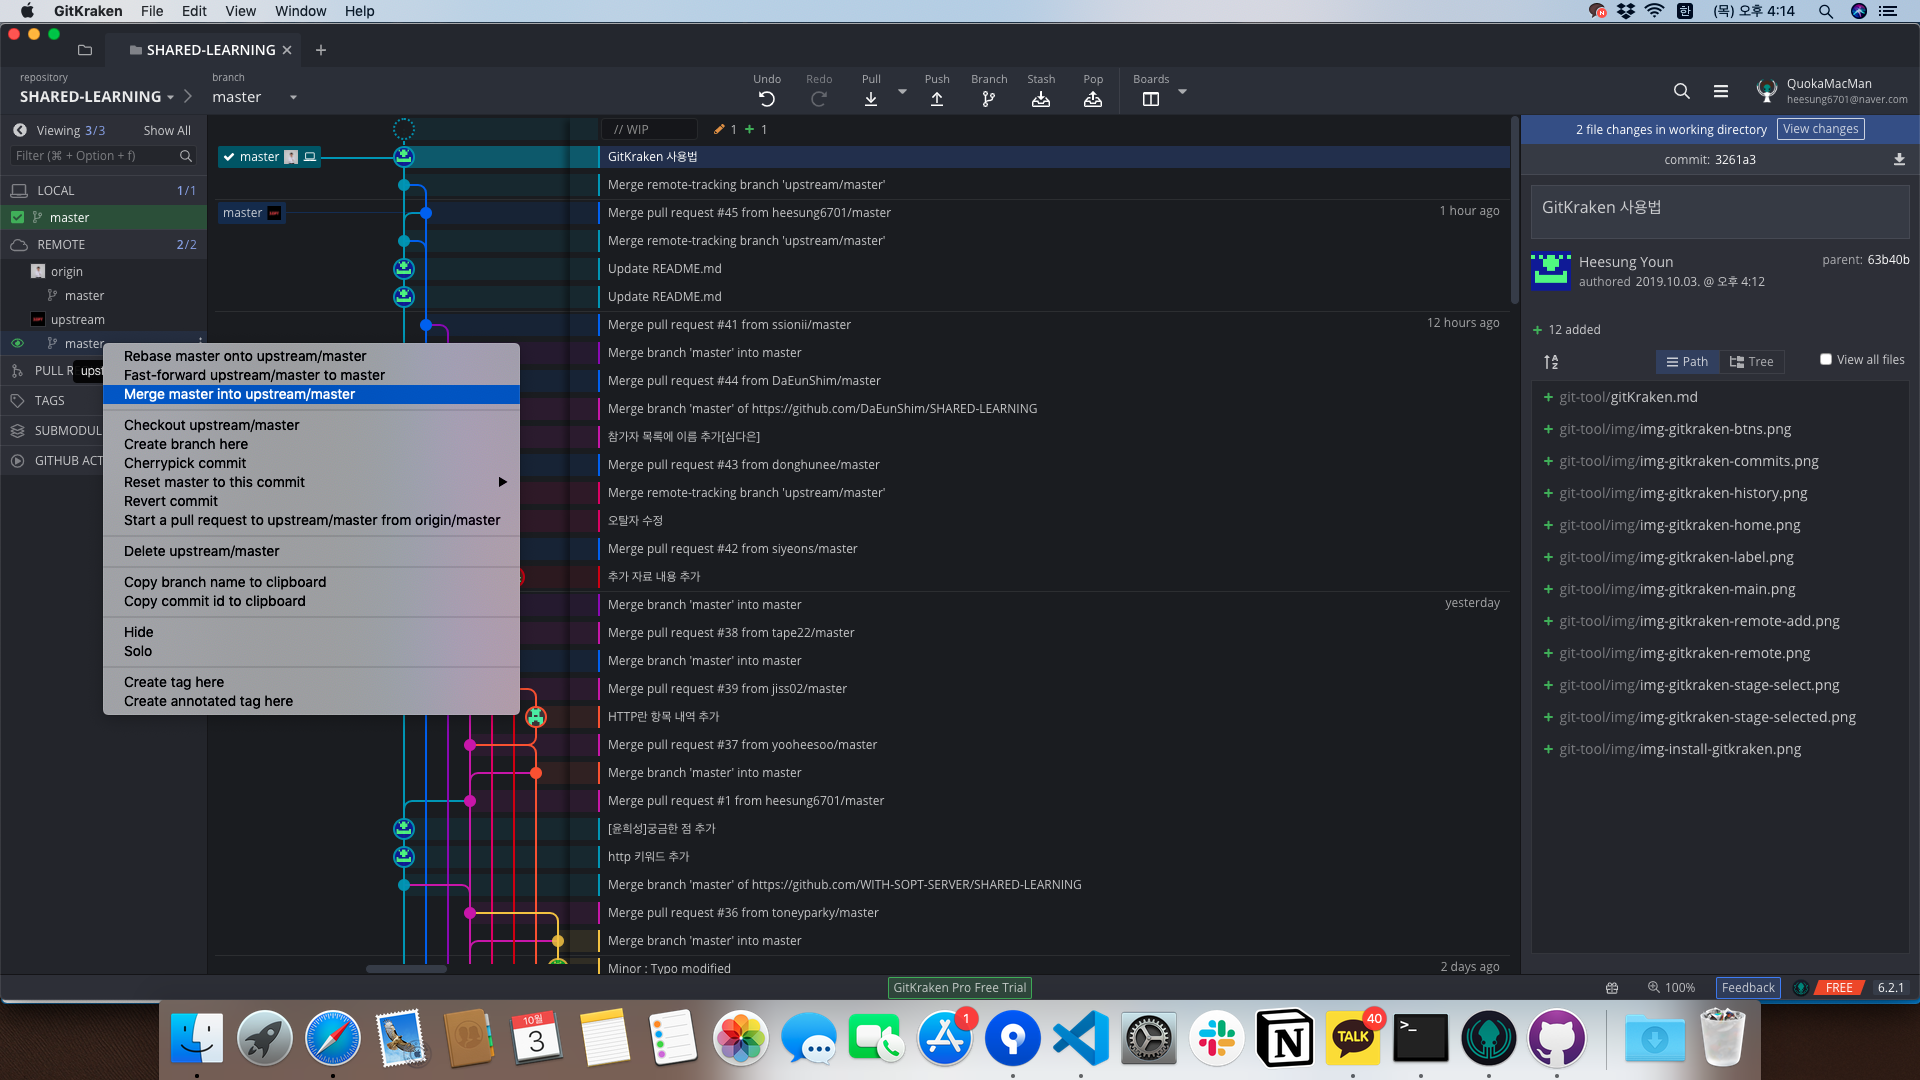 GitKraken File Edit View Window Help
한 (목) 오후 4:14
SHARED-LEARNING
repository
SHARED-LEARNING
branch
master
Undo Redo Pull Push Branch Stash Pop Boards
QuokaMacMan
heesung6701@naver.com
Viewing 3/3 Show All
Filter (⌘ + Option + f)
LOCAL 1/1
master
REMOTE 2/2
origin
master
upstream
master
PULL R
upst
TAGS
SUBMODUL
GITHUB ACT
Rebase master onto upstream/master
Fast-forward upstream/master to master
Merge master into upstream/master
Checkout upstream/master
Create branch here
Cherrypick commit
Reset master to this commit
Revert commit
Start a pull request to upstream/master from origin/master
Delete upstream/master
Copy branch name to clipboard
Copy commit id to clipboard
Hide
Solo
Create tag here
Create annotated tag here
// WIP 1 + 1
master GitKraken 사용법
Merge remote-tracking branch 'upstream/master'
master Merge pull request #45 from heesung6701/master 1 hour ago
Merge remote-tracking branch 'upstream/master'
Update README.md
Update README.md
Merge pull request #41 from ssionii/master 12 hours ago
Merge branch 'master' into master
Merge pull request #44 from DaEunShim/master
Merge branch 'master' of https://github.com/DaEunShim/SHARED-LEARNING
참가자 목록에 이름 추가[심다은]
Merge pull request #43 from donghunee/master
Merge remote-tracking branch 'upstream/master'
오탈자 수정
Merge pull request #42 from siyeons/master
추가 자료 내용 추가
Merge branch 'master' into master yesterday
Merge pull request #38 from tape22/master
Merge branch 'master' into master
Merge pull request #39 from jiss02/master
HTTP란 항목 내역 추가
Merge pull request #37 from yooheesoo/master
Merge branch 'master' into master
Merge pull request #1 from heesung6701/master
[윤희성]궁금한 점 추가
http 키워드 추가
Merge branch 'master' of https://github.com/WITH-SOPT-SERVER/SHARED-LEARNING
Merge pull request #36 from toneyparky/master
Merge branch 'master' into master
Minor : Typo modified 2 days ago
2 file changes in working directory View changes
commit: 3261a3
GitKraken 사용법
Heesung Youn parent: 63b40b
authored 2019.10.03. @ 오후 4:12
+ 12 added
Path Tree View all files
+ git-tool/gitKraken.md
+ git-tool/img/img-gitkraken-btns.png
+ git-tool/img/img-gitkraken-commits.png
+ git-tool/img/img-gitkraken-history.png
+ git-tool/img/img-gitkraken-home.png
+ git-tool/img/img-gitkraken-label.png
+ git-tool/img/img-gitkraken-main.png
+ git-tool/img/img-gitkraken-remote-add.png
+ git-tool/img/img-gitkraken-remote.png
+ git-tool/img/img-gitkraken-stage-select.png
+ git-tool/img/img-gitkraken-stage-selected.png
+ git-tool/img/img-install-gitkraken.png
GitKraken Pro Free Trial
100% Feedback FREE 6.2.1
10월
3
1
TALK
40